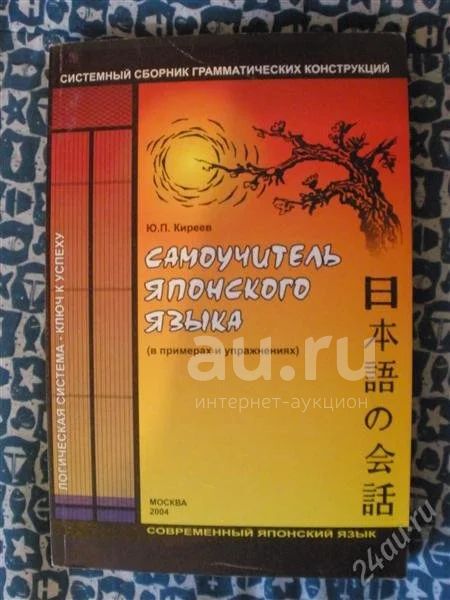 СИСТЕМНЫЙ СБОРНИК ГРАММАТИЧЕСКИХ КОНСТРУКЦИЙ
ЛОГИЧЕСКАЯ СИСТЕМА - КЛЮЧ К УСПЕХУ
Ю.П. Киреев
САМОУЧИТЕЛЬ
ЯПОНСКОГО
ЯЗЫКА
(в примерах и упражнениях)
日本語の会話
au.ru
интернет-аукцион
МОСКВА
2004
СОВРЕМЕННЫЙ ЯПОНСКИЙ ЯЗЫК
24au.ru